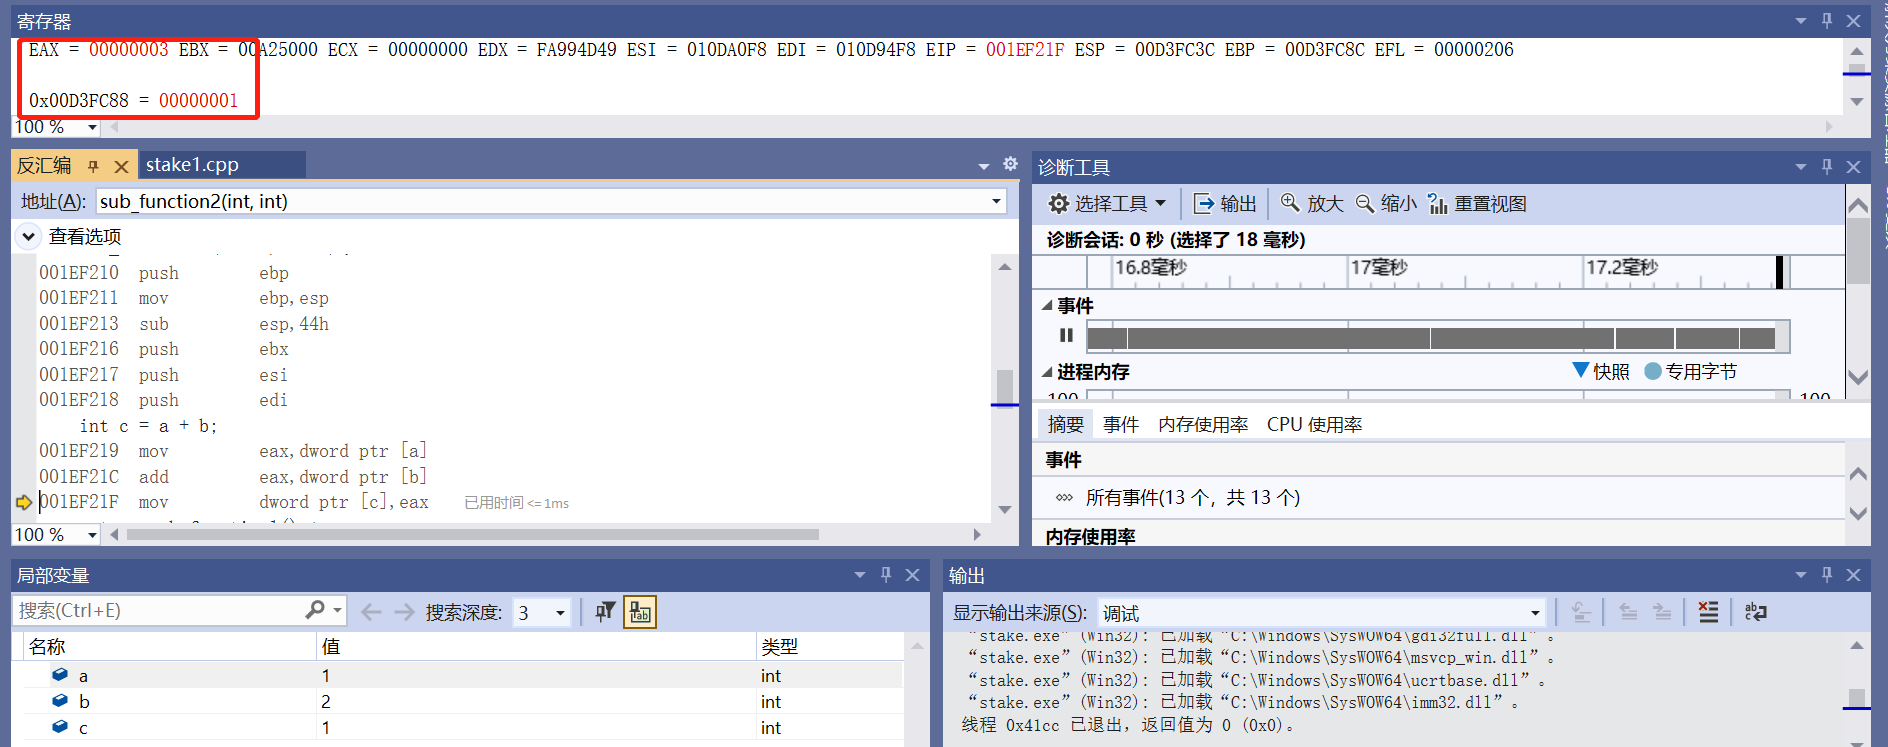 寄存器
EAX = 00000003 EBX = 00A25000 ECX = 00000000 EDX = FA994D49 ESI = 010DA0F8 EDI = 010D94F8 EIP = 001EF21F ESP = 00D3FC3C EBP = 00D3FC8C EFL = 00000206
0x00D3FC88 = 00000001
100 %
反汇编
stake1.cpp
地址(A): sub_function2(int, int)
查看选项
001EF210 push ebp
001EF211 mov ebp,esp
001EF213 sub esp,44h
001EF216 push ebx
001EF217 push esi
001EF218 push edi
int c = a + b;
001EF219 mov eax,dword ptr [a]
001EF21C add eax,dword ptr [b]
001EF21F mov dword ptr [c],eax 已用时间 <= 1ms
100 %
诊断工具
选择工具 输出 放大 缩小 重置视图
诊断会话: 0 秒 (选择了 18 毫秒)
16.8毫秒 17毫秒 17.2毫秒
事件
进程内存 快照 专用字节
100 100
摘要 事件 内存使用率 CPU 使用率
事件
所有事件(13 个，共 13 个)
内存使用率
局部变量
搜索(Ctrl+E) 搜索深度: 3
名称 值 类型
a 1 int
b 2 int
c 1 int
输出
显示输出来源(S): 调试
“stake.exe” (Win32): 已加载 “C:\Windows\SysWOW64\gdi32full.dll”。
“stake.exe” (Win32): 已加载 “C:\Windows\SysWOW64\msvcp_win.dll”。
“stake.exe” (Win32): 已加载 “C:\Windows\SysWOW64\ucrtbase.dll”。
“stake.exe” (Win32): 已加载 “C:\Windows\SysWOW64\imm32.dll”。
线程 0x41cc 已退出，返回值为 0 (0x0)。